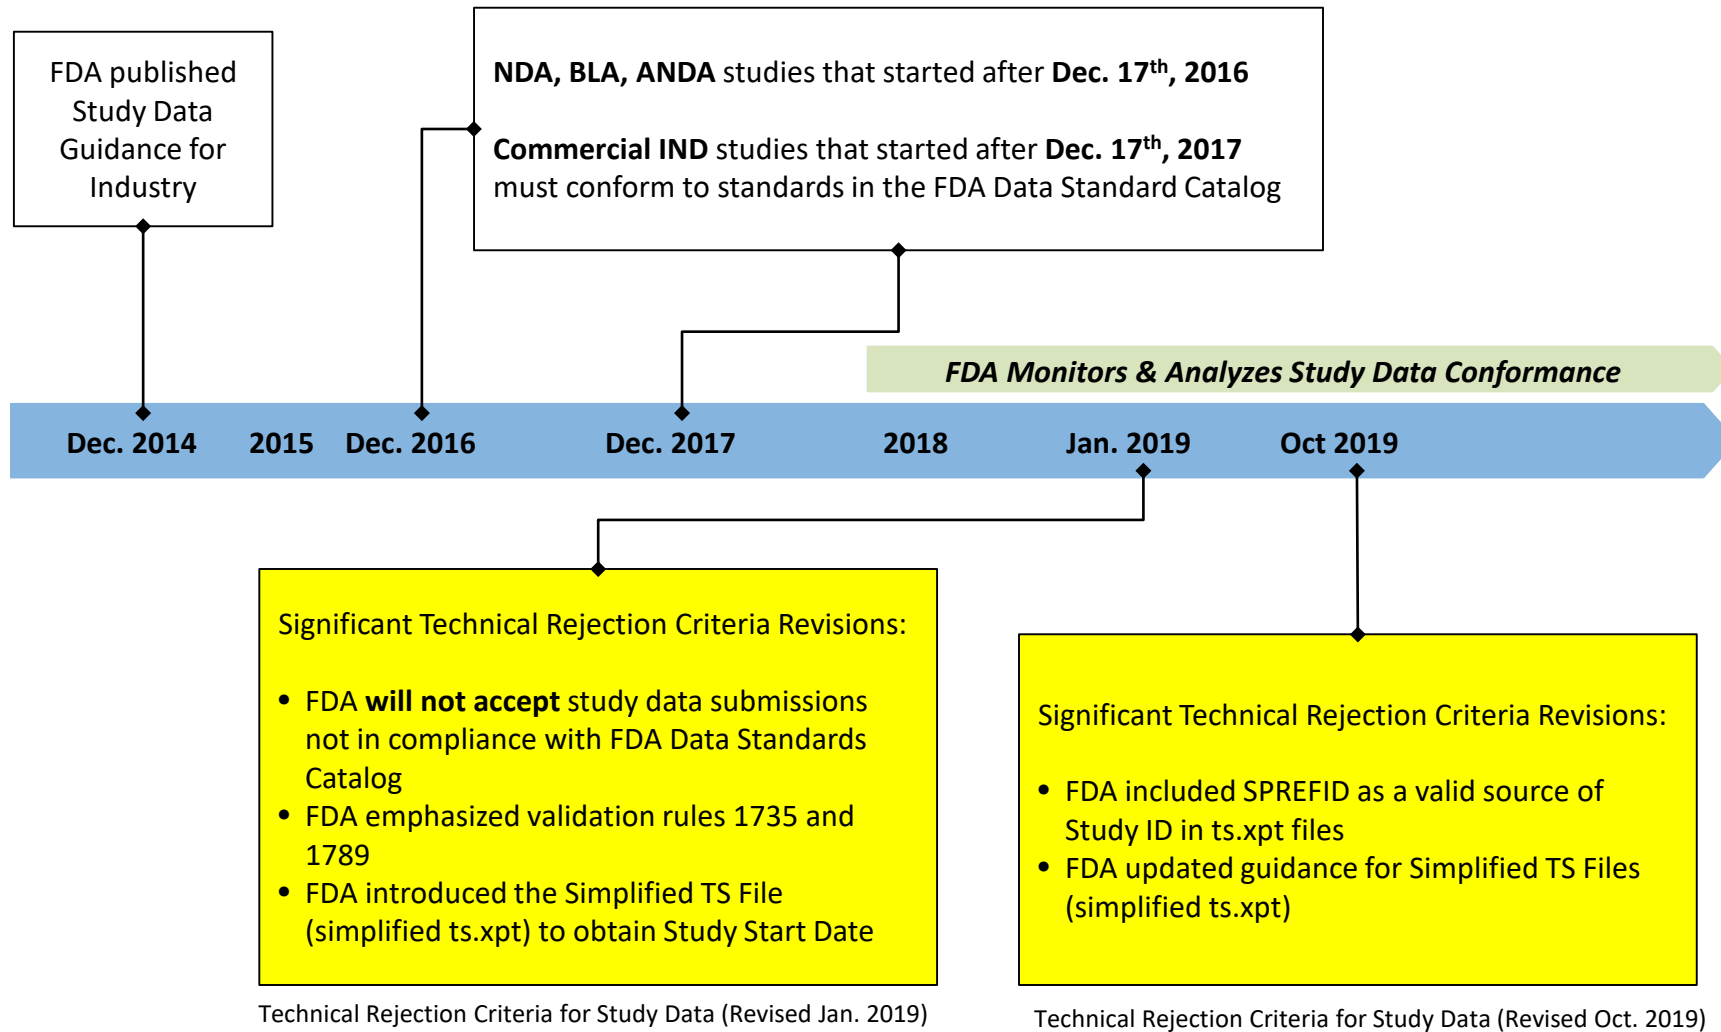 FDA published
Study Data
Guidance for
Industry
NDA, BLA, ANDA studies that started after Dec. 17th, 2016
Commercial IND studies that started after Dec. 17th, 2017
must conform to standards in the FDA Data Standard Catalog
FDA Monitors & Analyzes Study Data Conformance
Dec. 2014 2015 Dec. 2016 Dec. 2017 2018 Jan. 2019 Oct 2019
Significant Technical Rejection Criteria Revisions:
• FDA will not accept study data submissions
not in compliance with FDA Data Standards
Catalog
• FDA emphasized validation rules 1735 and
1789
• FDA introduced the Simplified TS File
(simplified ts.xpt) to obtain Study Start Date
Technical Rejection Criteria for Study Data (Revised Jan. 2019)
Significant Technical Rejection Criteria Revisions:
• FDA included SPREFID as a valid source of
Study ID in ts.xpt files
• FDA updated guidance for Simplified TS Files
(simplified ts.xpt)
Technical Rejection Criteria for Study Data (Revised Oct. 2019)